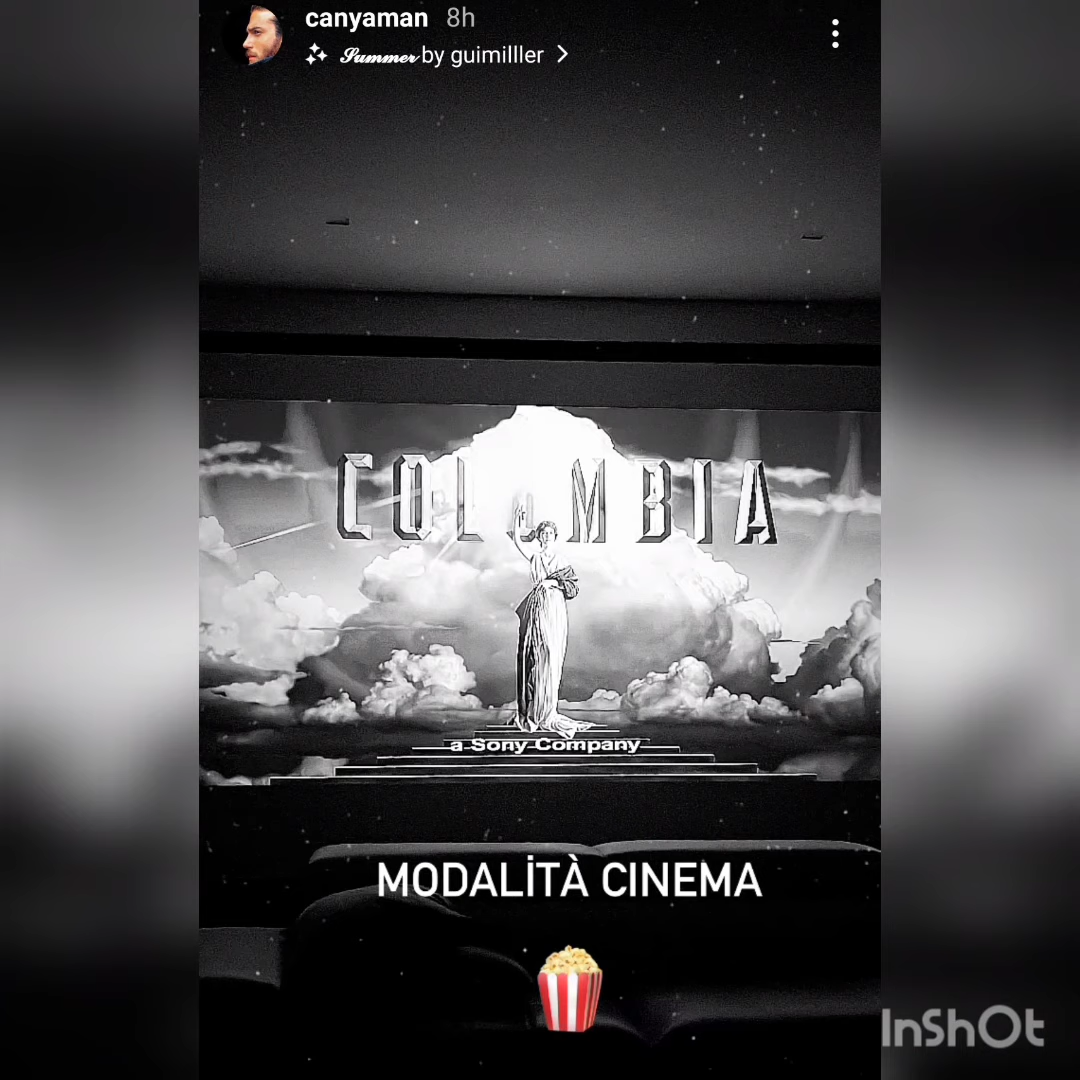 canyaman 8h
Summer by guimilller
COLUMBIA
a Sony Company
MODALİTÀ CINEMA
InShOt